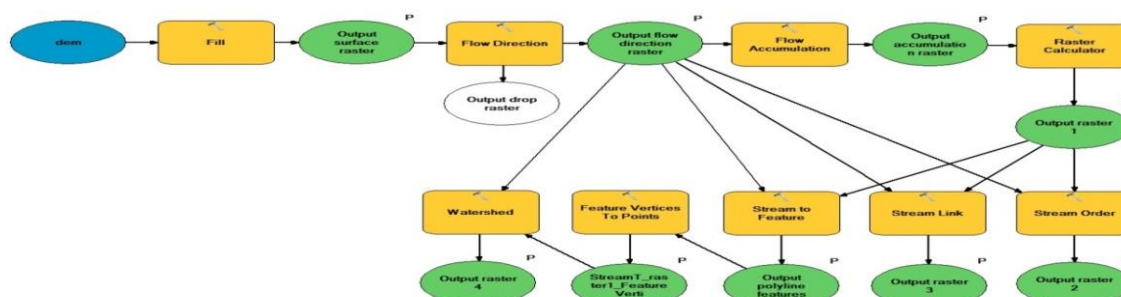 P
P
P
dem
Fill
Output
surface
raster
Flow Direction
Output flow
direction
raster
Flow
Accumulation
Output
accumulatio
n raster
Raster
Calculator
Output drop
raster
Output raster
1
Watershed
Feature Vertices
To Points
Stream to
Feature
Stream Link
Stream Order
P
P
P
P
Output raster
4
StreamT_ras
ter1_Feature
Verti
Output
polyline
features
Output raster
3
Output raster
2